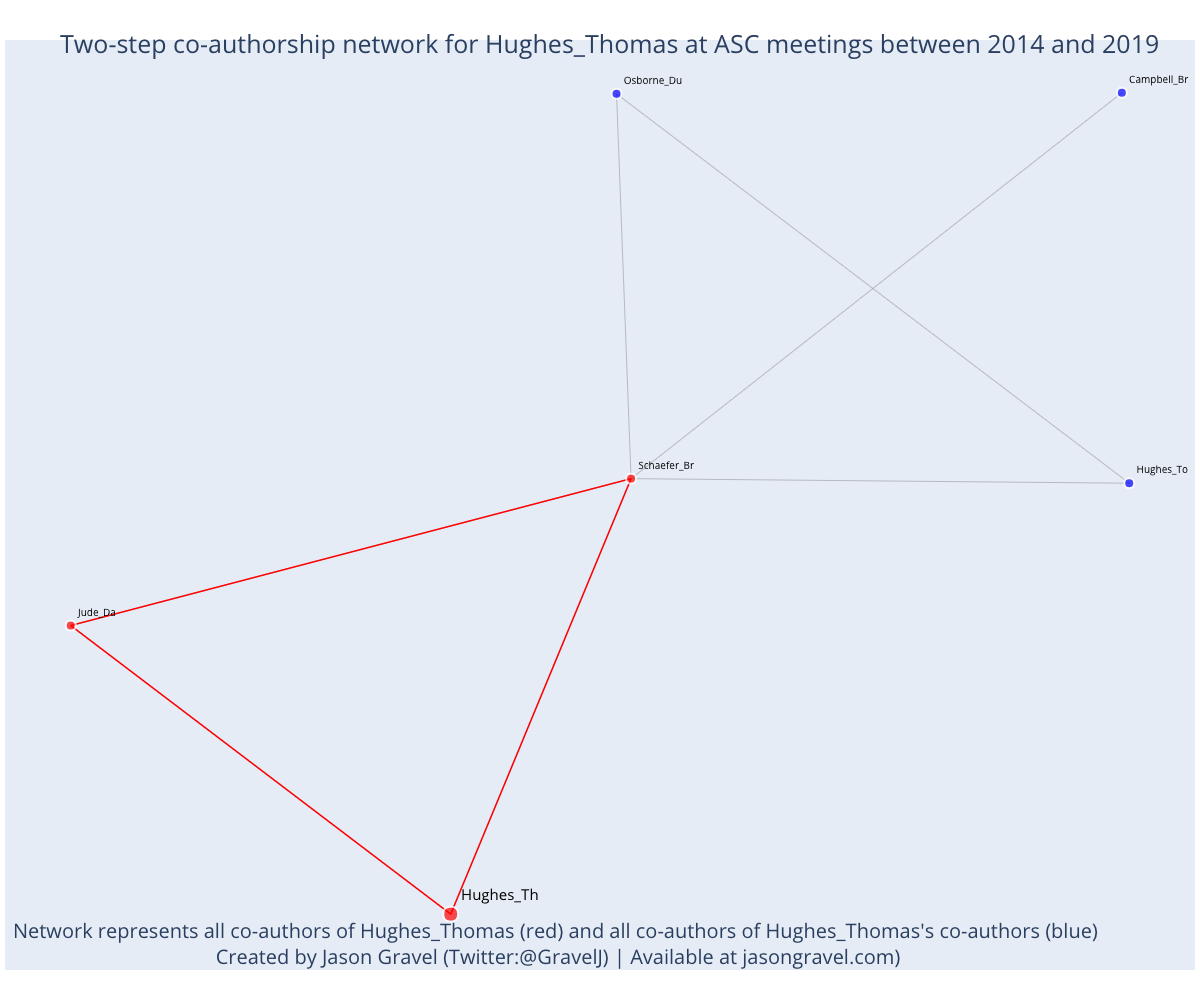 Two-step co-authorship network for Hughes_Thomas at ASC meetings between 2014 and 2019
Osborne_Du
Campbell_Br
Schaefer_Br
Hughes_To
Jude_Da
Hughes_Th
Network represents all co-authors of Hughes_Thomas (red) and all co-authors of Hughes_Thomas's co-authors (blue)
Created by Jason Gravel (Twitter:@GravelJ) | Available at jasongravel.com)